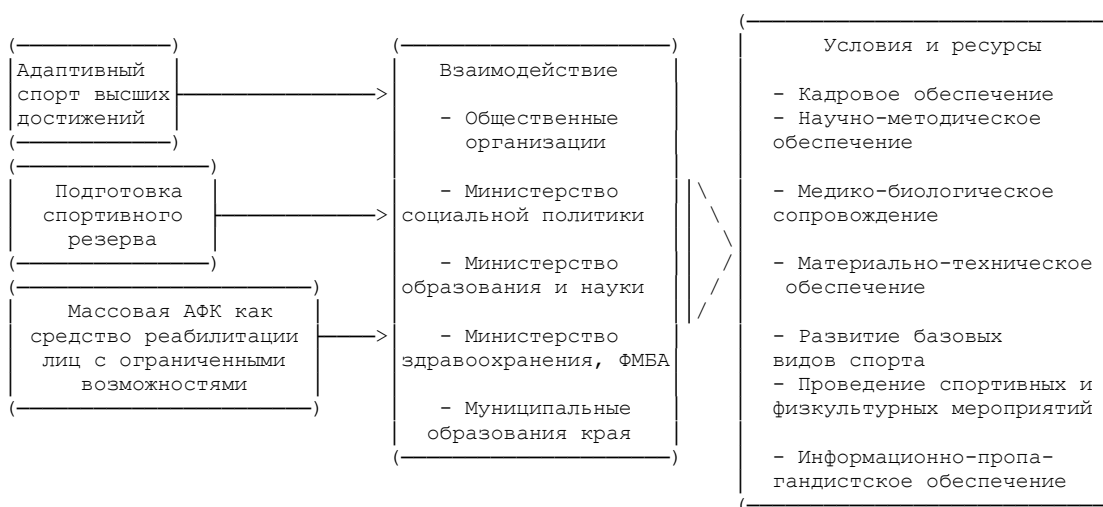 Адаптивный
спорт высших
достижений
Подготовка
спортивного
резерва
Массовая АФК как
средство реабилитации
лиц с ограниченными
возможностями
Взаимодействие
- Общественные
организации
- Министерство
социальной политики
- Министерство
образования и науки
- Министерство
здравоохранения, ФМБА
- Муниципальные
образования края
Условия и ресурсы
- Кадровое обеспечение
- Научно-методическое
обеспечение
- Медико-биологическое
сопровождение
- Материально-техническое
обеспечение
- Развитие базовых
видов спорта
- Проведение спортивных и
физкультурных мероприятий
- Информационно-пропа-
гандистское обеспечение